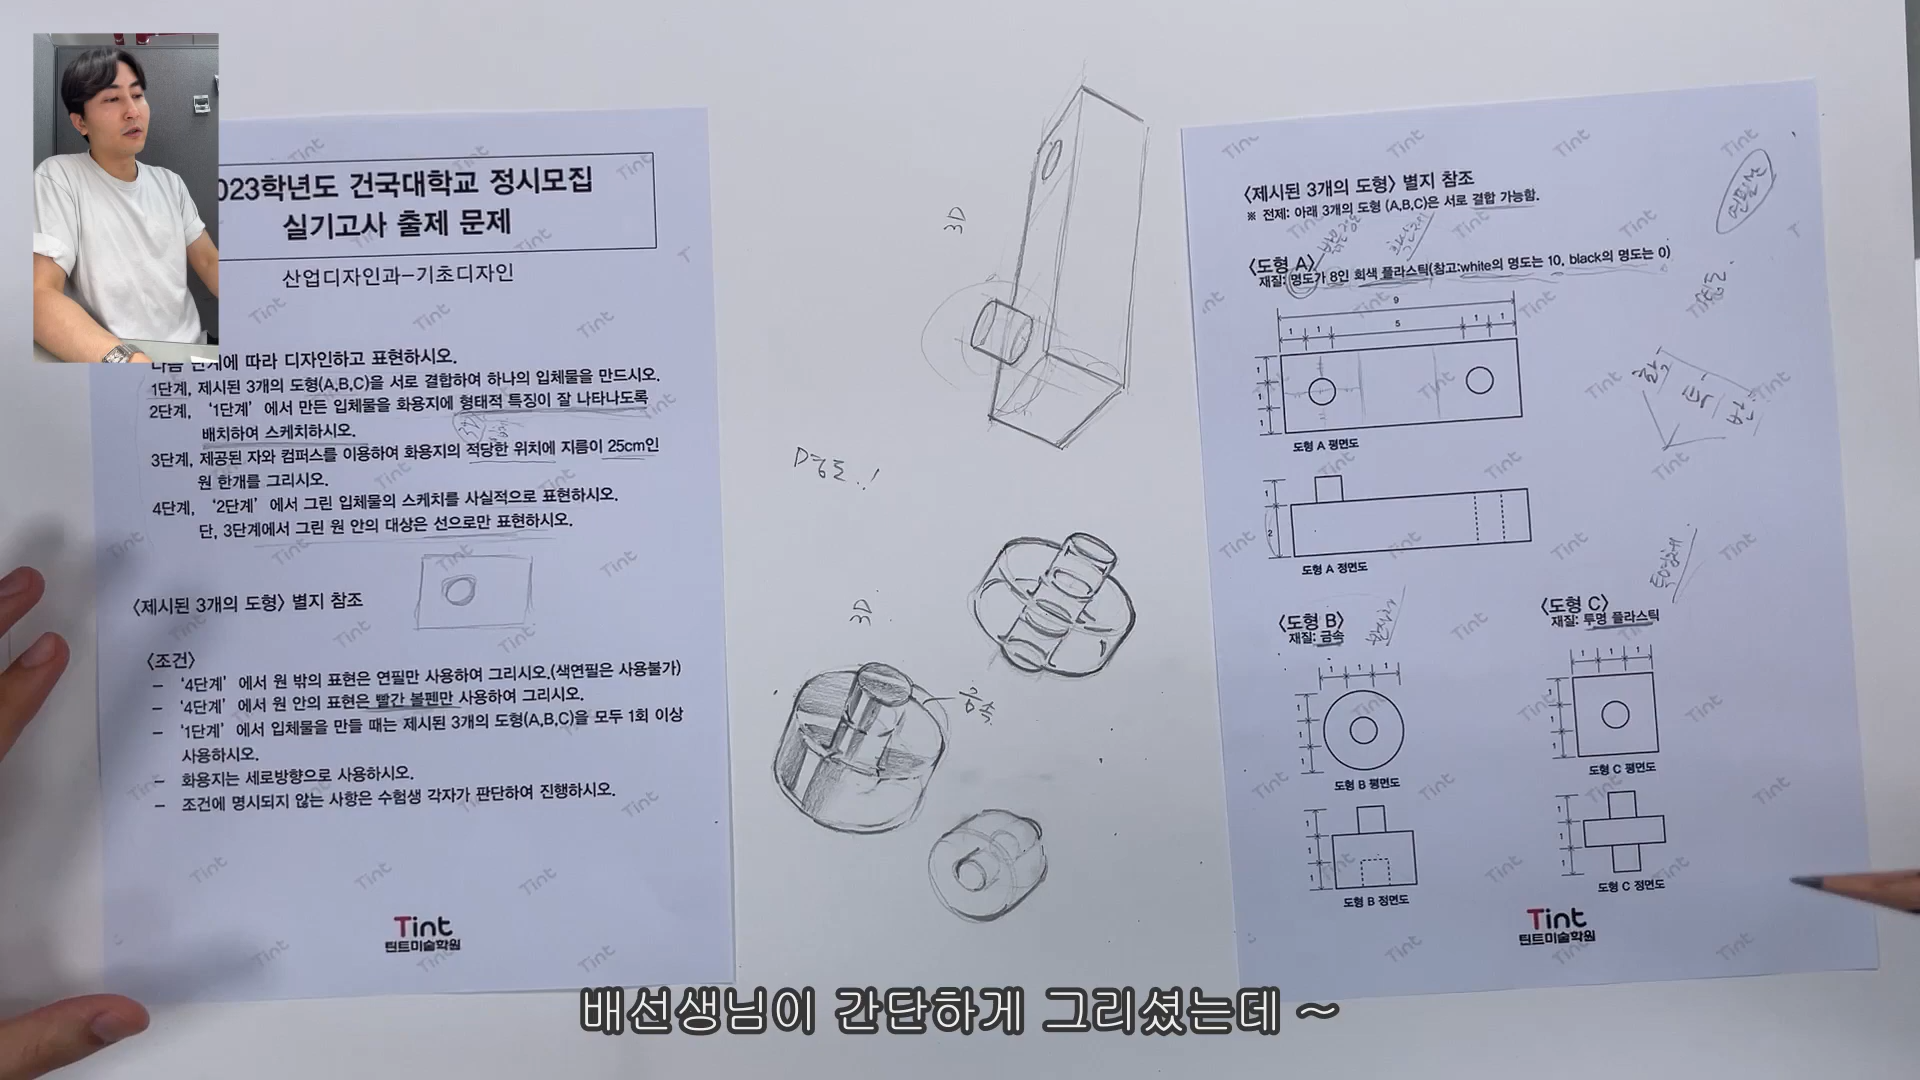 023학년도 건국대학교 정시모집
실기고사 출제 문제
산업디자인과-기초디자인
다음 단계에 따라 디자인하고 표현하시오.
1단계, 제시된 3개의 도형(A,B,C)을 서로 결합하여 하나의 입체물을 만드시오.
2단계, '1단계'에서 만든 입체물을 화용지에 형태적 특징이 잘 나타나도록
배치하여 스케치하시오.
3단계, 제공된 자와 컴퍼스를 이용하여 화용지의 적당한 위치에 지름이 25cm인
원 한개를 그리시오.
4단계, '2단계'에서 그린 입체물의 스케치를 사실적으로 표현하시오.
단, 3단계에서 그린 원 안의 대상은 선으로만 표현하시오.
<제시된 3개의 도형> 별지 참조
<조건>
- '4단계'에서 원 밖의 표현은 연필만 사용하여 그리시오.(색연필은 사용불가)
- '4단계'에서 원 안의 표현은 빨간 볼펜만 사용하여 그리시오.
- '1단계'에서 입체물을 만들 때는 제시된 3개의 도형(A,B,C)을 모두 1회 이상
사용하시오.
- 화용지는 세로방향으로 사용하시오.
- 조건에 명시되지 않는 사항은 수험생 각자가 판단하여 진행하시오.
Tint
틴트미술학원
명도.!
금속
<제시된 3개의 도형> 별지 참조
※ 전제: 아래 3개의 도형 (A,B,C)은 서로 결합 가능함.
<도형 A>
재질: 명도가 8인 회색 플라스틱(참고:white의 명도는 10, black의 명도는 0)
9
1 1 5 1 1
1
1
1
도형 A 평면도
1
2
도형 A 정면도
<도형 B>
재질: 금속
1 1 1
1
1
1
도형 B 평면도
1
1
1
도형 B 정면도
<도형 C>
재질: 투명 플라스틱
1 1 1
1
1
1
도형 C 평면도
1
1
1
도형 C 정면도
Tint
틴트미술학원
배선생님이 간단하게 그리셨는데 ~